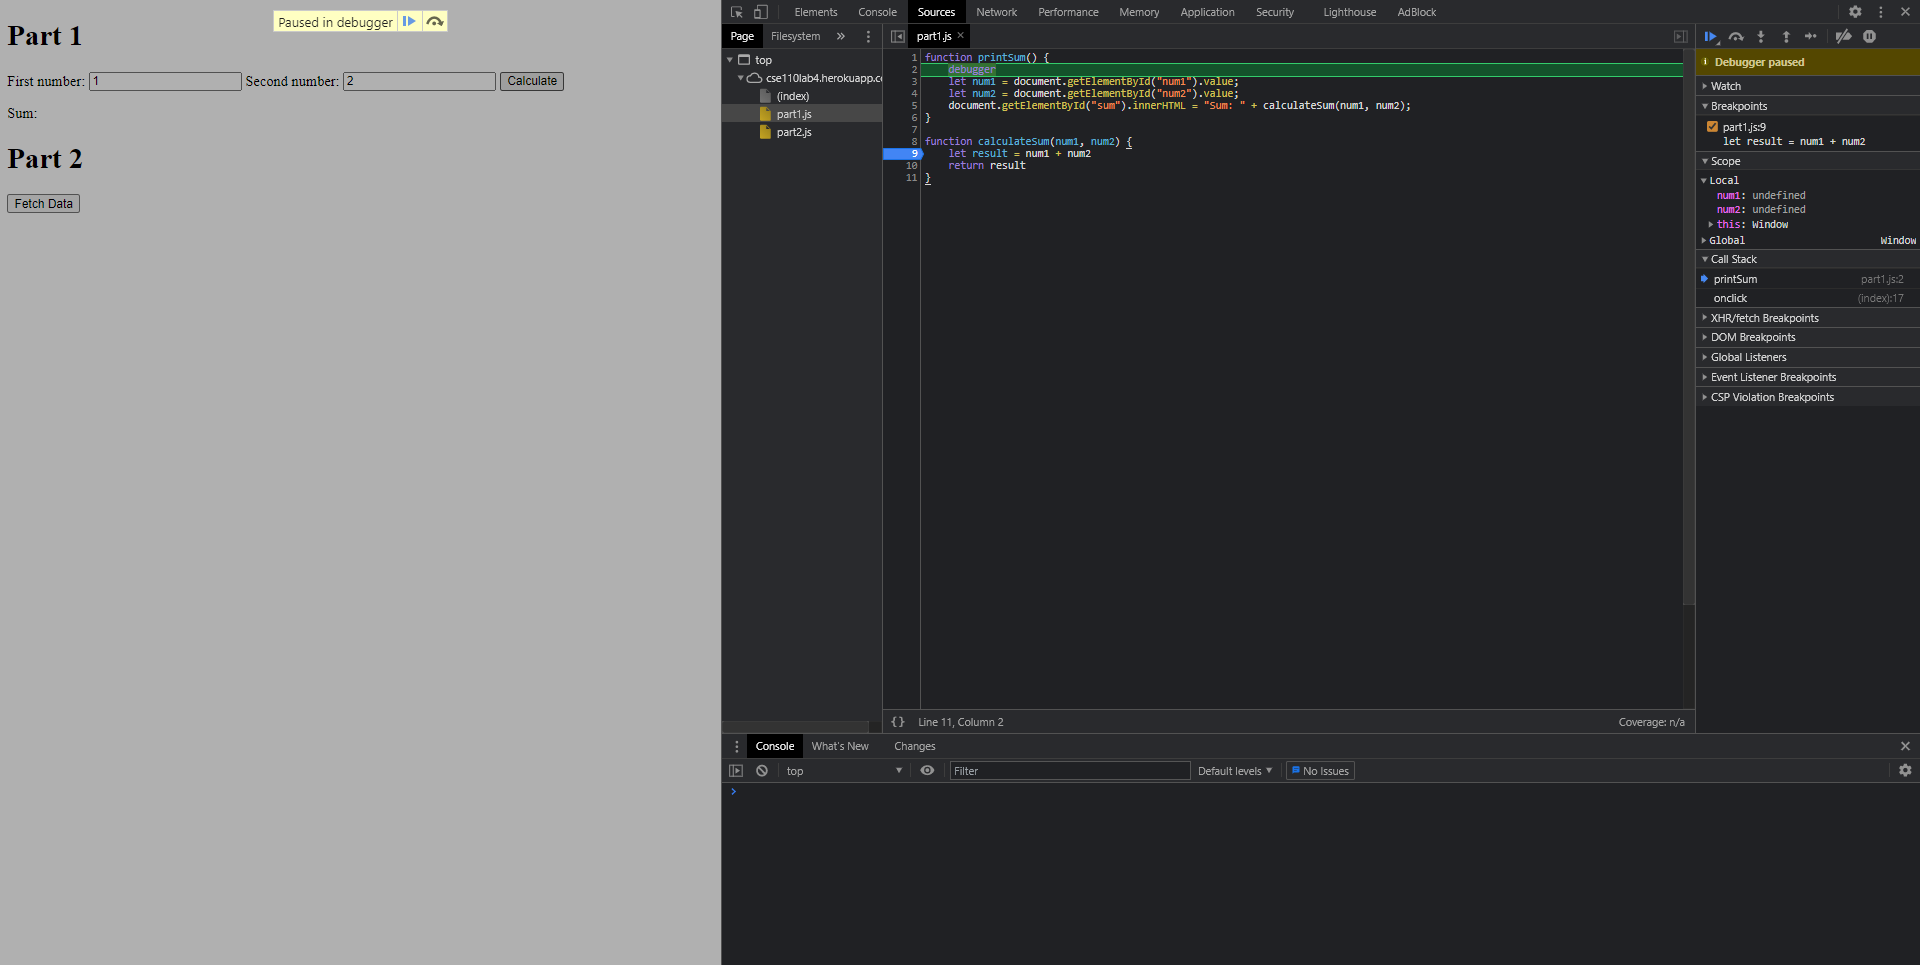 Paused in debugger
Part 1
First number: 1 Second number: 2 Calculate
Sum:
Part 2
Fetch Data
Elements Console Sources Network Performance Memory Application Security Lighthouse AdBlock
Page Filesystem »
top
cse110lab4.herokuapp.c
(index)
part1.js
part2.js
part1.js ×
1 function printSum() {
2 debugger
3 let num1 = document.getElementById("num1").value;
4 let num2 = document.getElementById("num2").value;
5 document.getElementById("sum").innerHTML = "Sum: " + calculateSum(num1, num2);
6 }
7
8 function calculateSum(num1, num2) {
9 let result = num1 + num2
10 return result
11 }
{} Line 11, Column 2
Coverage: n/a
Debugger paused
Watch
Breakpoints
part1.js:9
let result = num1 + num2
Scope
Local
num1: undefined
num2: undefined
this: Window
Global Window
Call Stack
printSum part1.js:2
onclick (index):17
XHR/fetch Breakpoints
DOM Breakpoints
Global Listeners
Event Listener Breakpoints
CSP Violation Breakpoints
Console What's New Changes
top Filter Default levels No Issues